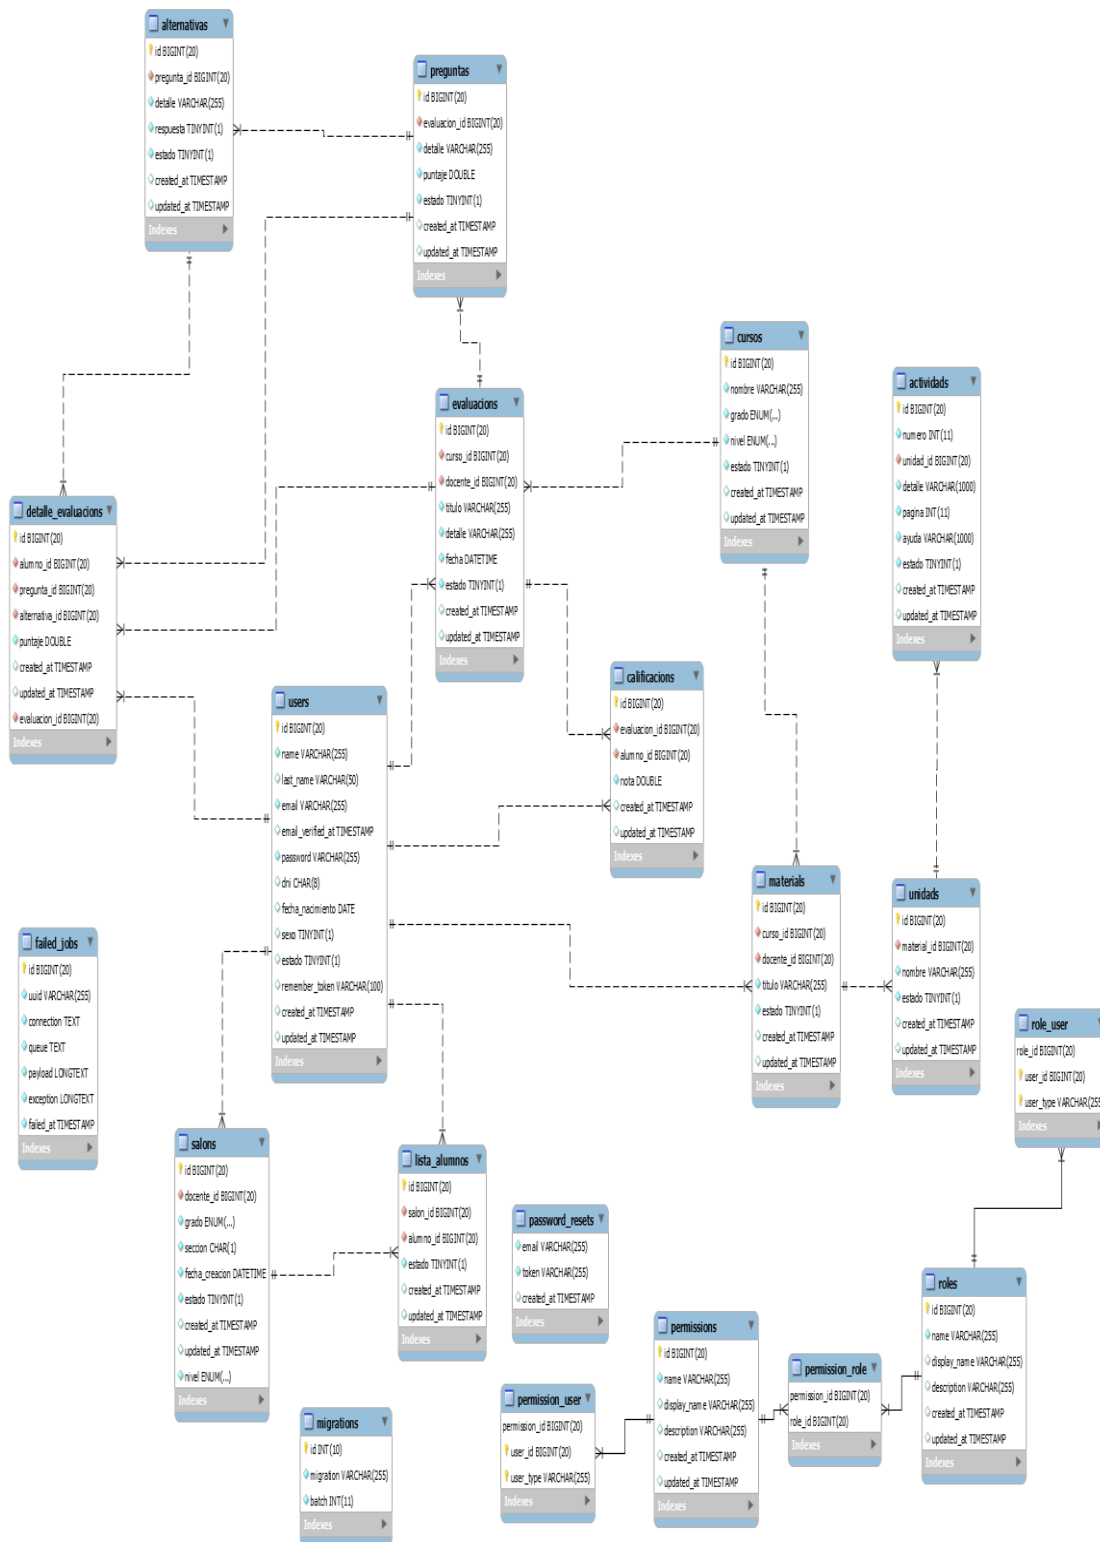 alternativas
id BIGINT(20)
pregunta_id BIGINT(20)
detalle VARCHAR(255)
respuesta TINYINT(1)
estado TINYINT(1)
created_at TIMESTAMP
updated_at TIMESTAMP
Indexes
preguntas
id BIGINT(20)
evaluacion_id BIGINT(20)
detalle VARCHAR(255)
puntaje DOUBLE
estado TINYINT(1)
created_at TIMESTAMP
updated_at TIMESTAMP
Indexes
cursos
id BIGINT(20)
nombre VARCHAR(255)
grado ENUM(...)
nivel ENUM(...)
estado TINYINT(1)
created_at TIMESTAMP
updated_at TIMESTAMP
Indexes
actividads
id BIGINT(20)
numero INT(11)
unidad_id BIGINT(20)
detalle VARCHAR(1000)
pagina INT(11)
ayuda VARCHAR(1000)
estado TINYINT(1)
created_at TIMESTAMP
updated_at TIMESTAMP
Indexes
evaluacions
id BIGINT(20)
curso_id BIGINT(20)
docente_id BIGINT(20)
titulo VARCHAR(255)
detalle VARCHAR(255)
fecha DATETIME
estado TINYINT(1)
created_at TIMESTAMP
updated_at TIMESTAMP
Indexes
detalle_evaluacions
id BIGINT(20)
alumno_id BIGINT(20)
pregunta_id BIGINT(20)
alternativa_id BIGINT(20)
puntaje DOUBLE
created_at TIMESTAMP
updated_at TIMESTAMP
evaluacion_id BIGINT(20)
Indexes
calificacions
id BIGINT(20)
evaluacion_id BIGINT(20)
alumno_id BIGINT(20)
nota DOUBLE
created_at TIMESTAMP
updated_at TIMESTAMP
Indexes
users
id BIGINT(20)
name VARCHAR(255)
last_name VARCHAR(50)
email VARCHAR(255)
email_verified_at TIMESTAMP
password VARCHAR(255)
dni CHAR(8)
fecha_nacimiento DATE
sexo TINYINT(1)
estado TINYINT(1)
remember_token VARCHAR(100)
created_at TIMESTAMP
updated_at TIMESTAMP
Indexes
materials
id BIGINT(20)
curso_id BIGINT(20)
docente_id BIGINT(20)
titulo VARCHAR(255)
estado TINYINT(1)
created_at TIMESTAMP
updated_at TIMESTAMP
Indexes
unidads
id BIGINT(20)
material_id BIGINT(20)
nombre VARCHAR(255)
estado TINYINT(1)
created_at TIMESTAMP
updated_at TIMESTAMP
Indexes
failed_jobs
id BIGINT(20)
uuid VARCHAR(255)
connection TEXT
queue TEXT
payload LONGTEXT
exception LONGTEXT
failed_at TIMESTAMP
Indexes
role_user
role_id BIGINT(20)
user_id BIGINT(20)
user_type VARCHAR(255
Indexes
salons
id BIGINT(20)
docente_id BIGINT(20)
grado ENUM(...)
seccion CHAR(1)
fecha_creacion DATETIME
estado TINYINT(1)
created_at TIMESTAMP
updated_at TIMESTAMP
nivel ENUM(...)
Indexes
lista_alumnos
id BIGINT(20)
salon_id BIGINT(20)
alumno_id BIGINT(20)
estado TINYINT(1)
created_at TIMESTAMP
updated_at TIMESTAMP
Indexes
password_resets
email VARCHAR(255)
token VARCHAR(255)
created_at TIMESTAMP
Indexes
roles
id BIGINT(20)
name VARCHAR(255)
display_name VARCHAR(255)
description VARCHAR(255)
created_at TIMESTAMP
updated_at TIMESTAMP
Indexes
permissions
id BIGINT(20)
name VARCHAR(255)
display_name VARCHAR(255)
description VARCHAR(255)
created_at TIMESTAMP
updated_at TIMESTAMP
Indexes
permission_role
permission_id BIGINT(20)
role_id BIGINT(20)
Indexes
permission_user
permission_id BIGINT(20)
user_id BIGINT(20)
user_type VARCHAR(255)
Indexes
migrations
id INT(10)
migration VARCHAR(255)
batch INT(11)
Indexes